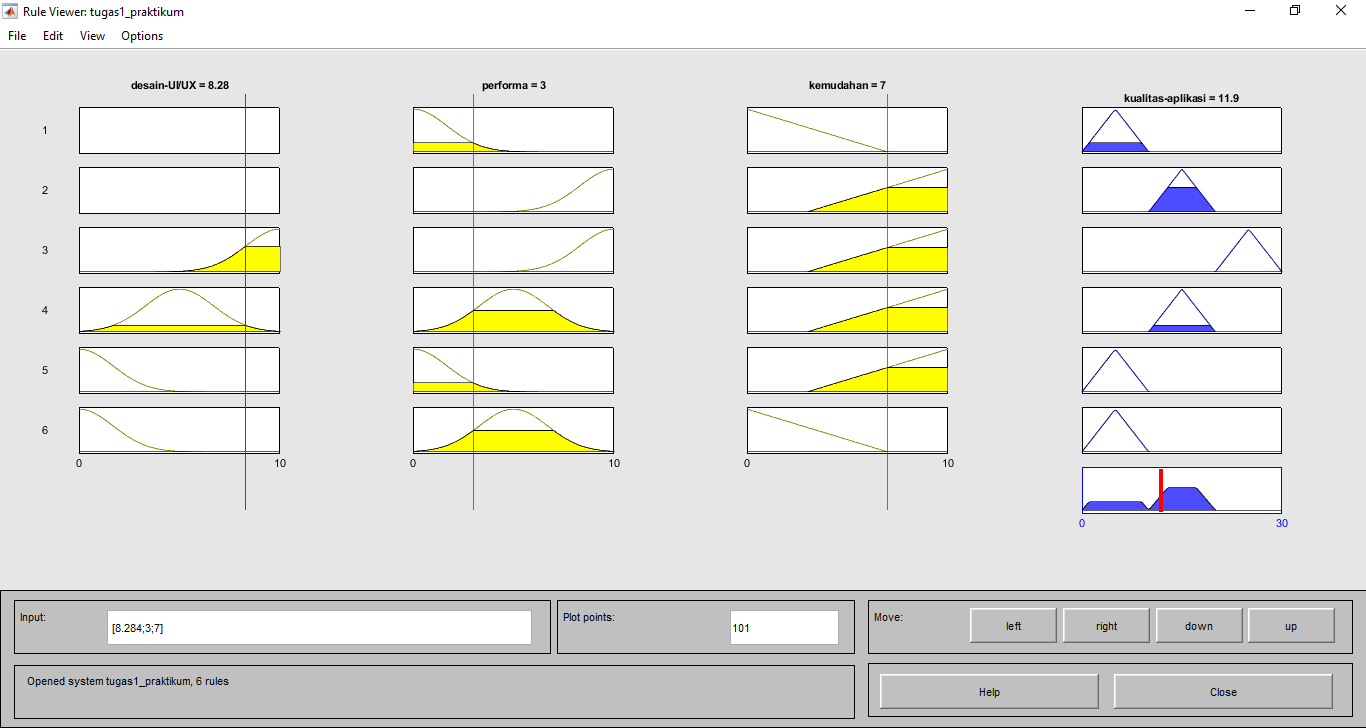 Rule Viewer: tugas1_praktikum
File Edit View Options
desain-UI/UX = 8.28
performa = 3
kemudahan = 7
kualitas-aplikasi = 11.9
1
2
3
4
5
6
0 10
0 10
0 10
0 30
Input:
[8.284;3;7]
Plot points:
101
Move:
left
right
down
up
Opened system tugas1_praktikum, 6 rules
Help
Close